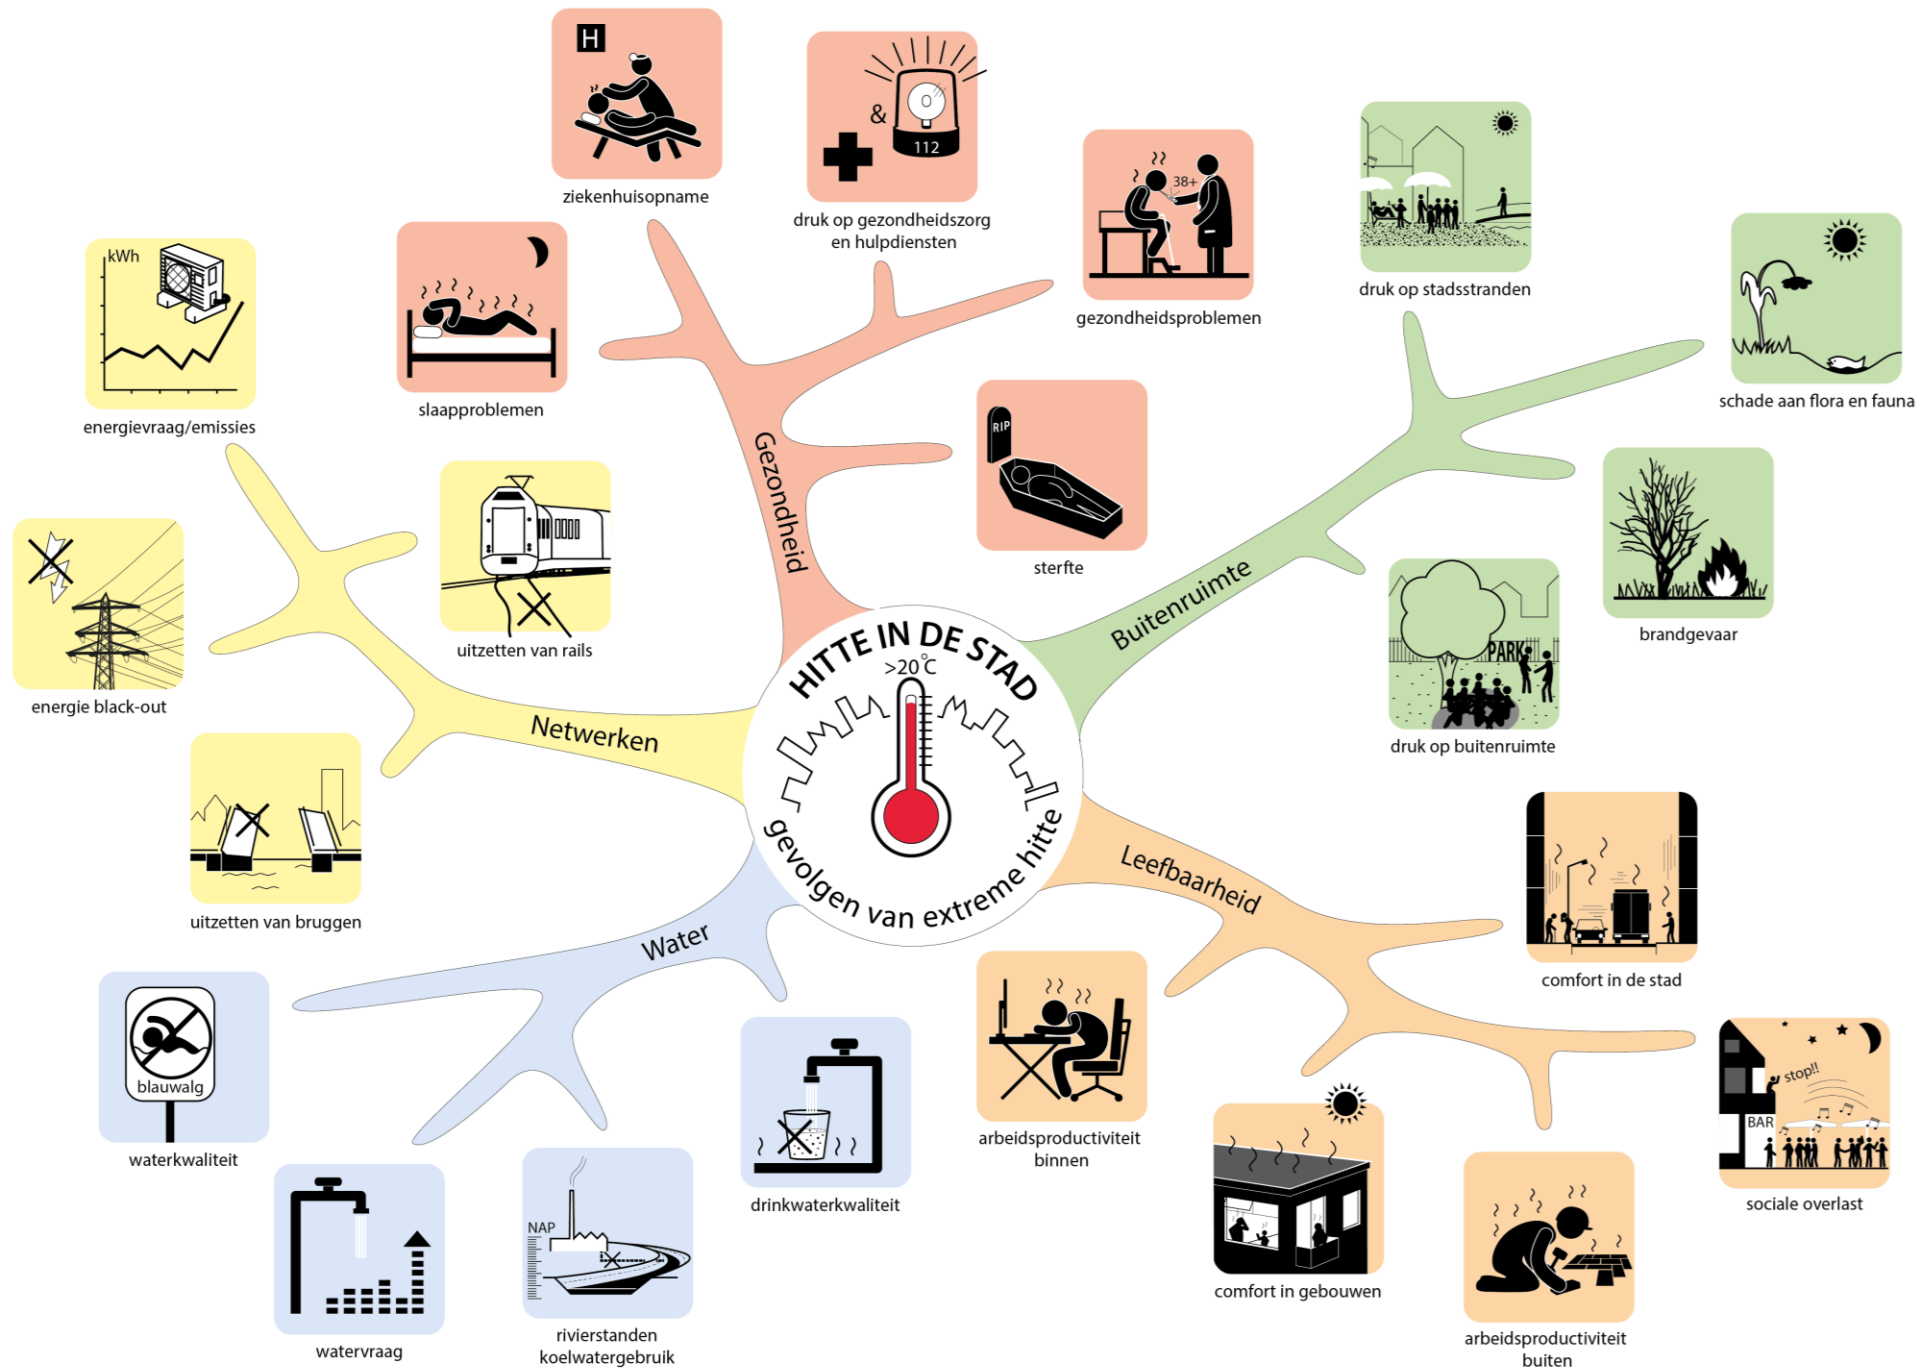 HITTE IN DE STAD
>20°C
gevolgen van extreme hitte
Gezondheid
H
ziekenhuisopname
&
112
druk op gezondheidszorg
en hulpdiensten
38+
gezondheidsproblemen
slaapproblemen
RIP
sterfte
Buitenruimte
druk op stadsstranden
schade aan flora en fauna
brandgevaar
PARK
druk op buitenruimte
Leefbaarheid
comfort in de stad
stop!!
BAR
sociale overlast
arbeidsproductiviteit
binnen
comfort in gebouwen
arbeidsproductiviteit
buiten
Water
blauwalg
waterkwaliteit
watervraag
NAP
rivierstanden
koelwatergebruik
drinkwaterkwaliteit
Netwerken
kWh
energievraag/emissies
uitzetten van rails
energie black-out
uitzetten van bruggen